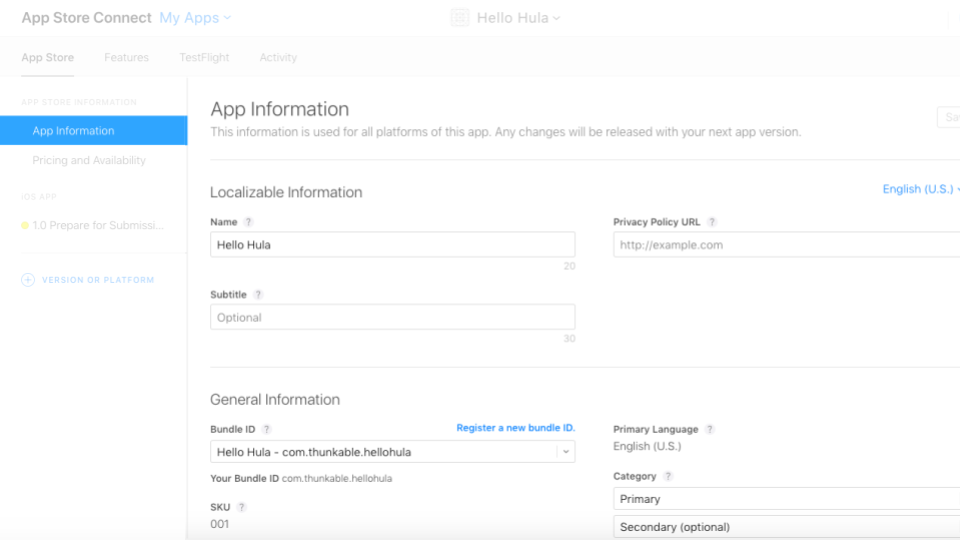 App Store Connect My Apps
Hello Hula
App Store Features TestFlight Activity
APP STORE INFORMATION
App Information
Pricing and Availability
iOS APP
1.0 Prepare for Submissi...
VERSION OR PLATFORM
App Information
This information is used for all platforms of this app. Any changes will be released with your next app version.
Localizable Information
English (U.S.)
Name ?
Hello Hula
20
Privacy Policy URL ?
http://example.com
Subtitle ?
Optional
30
General Information
Bundle ID ?
Register a new bundle ID.
Hello Hula - com.thunkable.hellohula
Your Bundle ID com.thunkable.hellohula
SKU ?
001
Primary Language ?
English (U.S.)
Category ?
Primary
Secondary (optional)